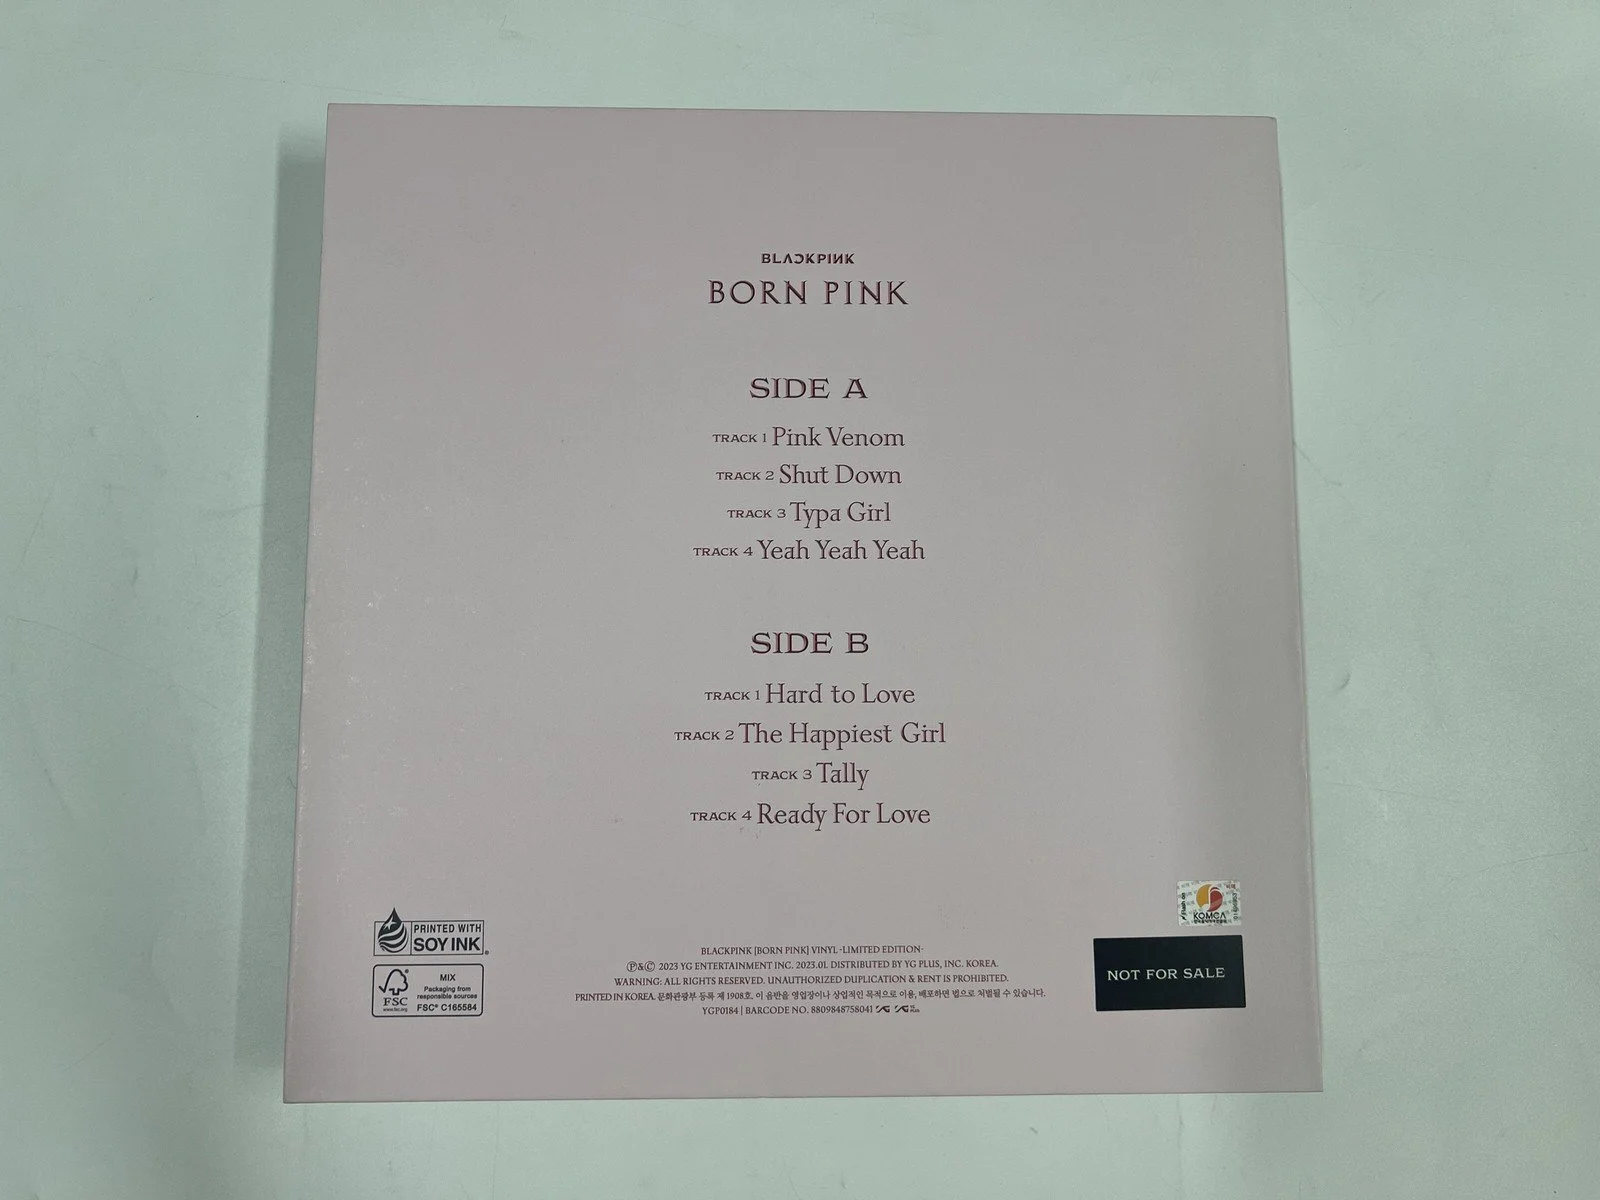 BLACKPINK
BORN PINK
SIDE A
TRACK 1 Pink Venom
TRACK 2 Shut Down
TRACK 3 Typa Girl
TRACK 4 Yeah Yeah Yeah
SIDE B
TRACK 1 Hard to Love
TRACK 2 The Happiest Girl
TRACK 3 Tally
TRACK 4 Ready For Love
PRINTED WITH
SOY INK
FSC
www.fsc.org
MIX
Packaging from
responsible sources
FSC® C165584
BLACKPINK [BORN PINK] VINYL -LIMITED EDITION-
Ⓟ&Ⓒ 2023 YG ENTERTAINMENT INC. 2023.01. DISTRIBUTED BY YG PLUS, INC. KOREA.
WARNING: ALL RIGHTS RESERVED. UNAUTHORIZED DUPLICATION & RENT IS PROHIBITED.
PRINTED IN KOREA. 문화관광부 등록 제 1908호. 이 음반을 영업장이나 상업적인 목적으로 이용, 배포하면 법으로 처벌될 수 있습니다.
YGP0184 | BARCODE NO. 8809848758041 YG YG PLUS
KOMCA
NOT FOR SALE